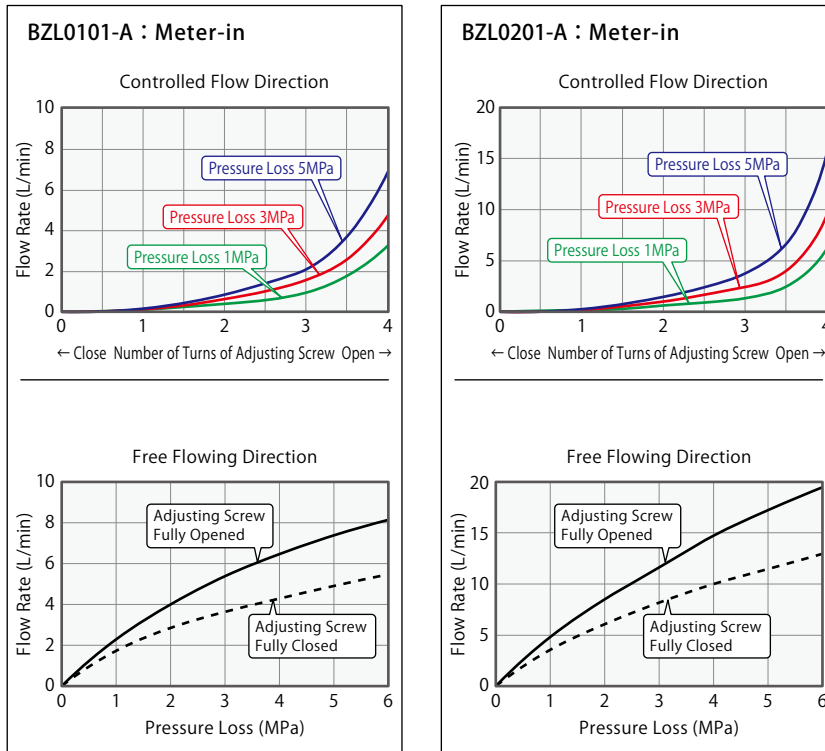 BZL0101-A : Meter-in
Controlled Flow Direction
Flow Rate (L/min)
10
8
6
4
2
0
Pressure Loss 5MPa
Pressure Loss 3MPa
Pressure Loss 1MPa
0 1 2 3 4
← Close Number of Turns of Adjusting Screw Open →
Free Flowing Direction
Flow Rate (L/min)
10
8
6
4
2
0
Adjusting Screw
Fully Opened
Adjusting Screw
Fully Closed
0 1 2 3 4 5 6
Pressure Loss (MPa)
BZL0201-A : Meter-in
Controlled Flow Direction
Flow Rate (L/min)
20
15
10
5
0
Pressure Loss 5MPa
Pressure Loss 3MPa
Pressure Loss 1MPa
0 1 2 3 4
← Close Number of Turns of Adjusting Screw Open →
Free Flowing Direction
Flow Rate (L/min)
20
15
10
5
0
Adjusting Screw
Fully Opened
Adjusting Screw
Fully Closed
0 1 2 3 4 5 6
Pressure Loss (MPa)